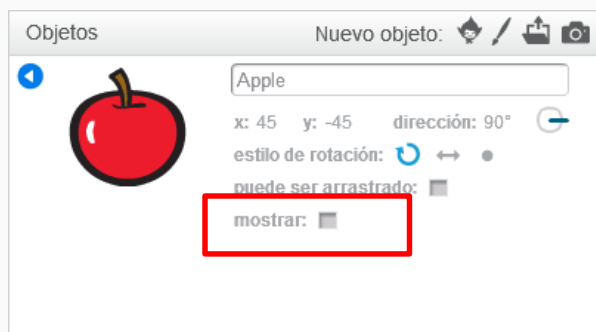 Objetos Nuevo objeto:
Apple
x: 45 y: -45 dirección: 90°
estilo de rotación:
puede ser arrastrado:
mostrar: